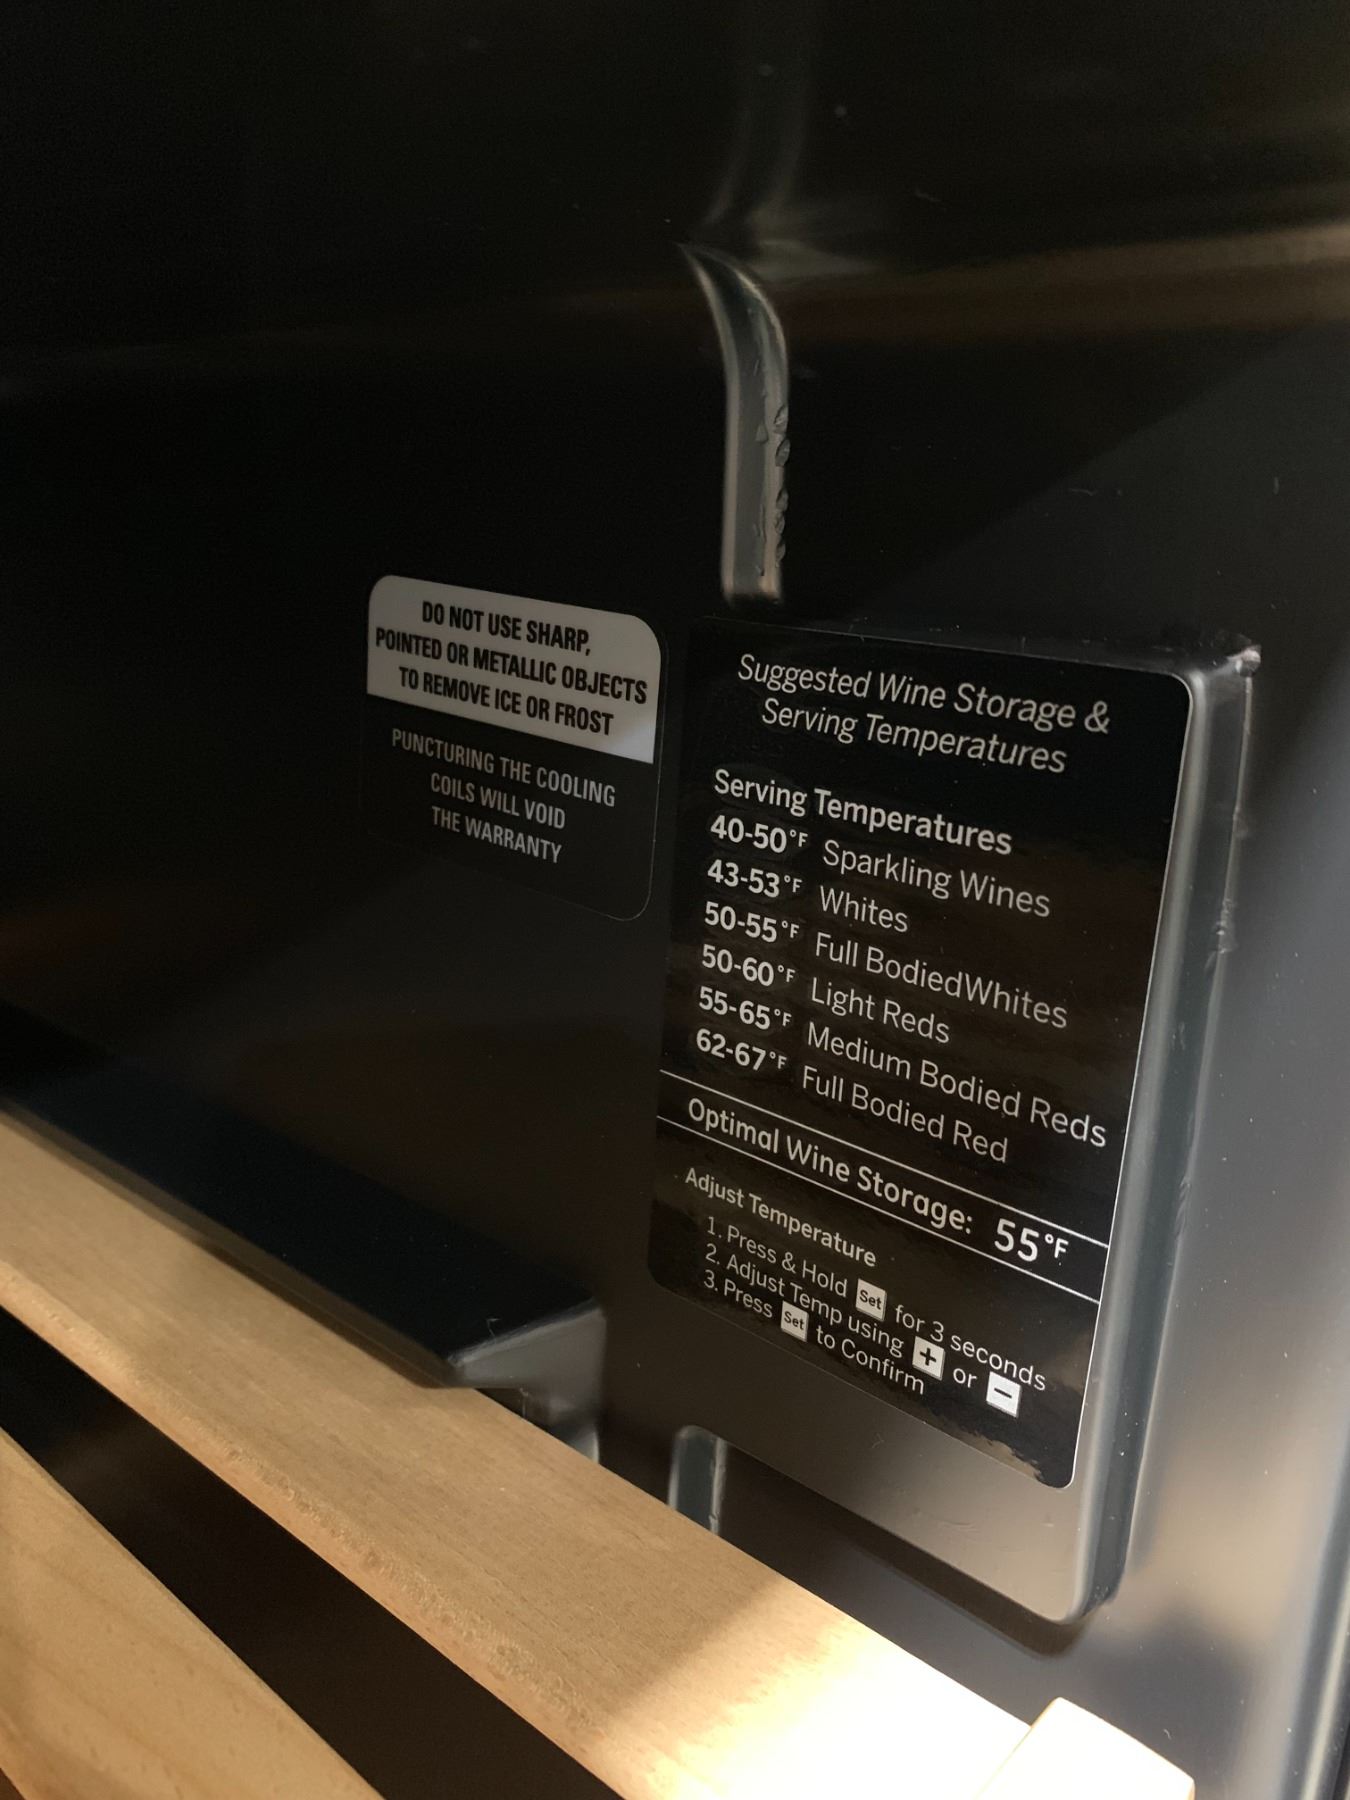 DO NOT USE SHARP,
POINTED OR METALLIC OBJECTS
TO REMOVE ICE OR FROST
PUNCTURING THE COOLING
COILS WILL VOID
THE WARRANTY
Suggested Wine Storage &
Serving Temperatures
Serving Temperatures
40-50°F Sparkling Wines
43-53°F Whites
50-55°F Full BodiedWhites
50-60°F Light Reds
55-65°F Medium Bodied Reds
62-67°F Full Bodied Red
Optimal Wine Storage: 55°F
Adjust Temperature
1. Press & Hold Set for 3 seconds
2. Adjust Temp using + or −
3. Press Set to Confirm